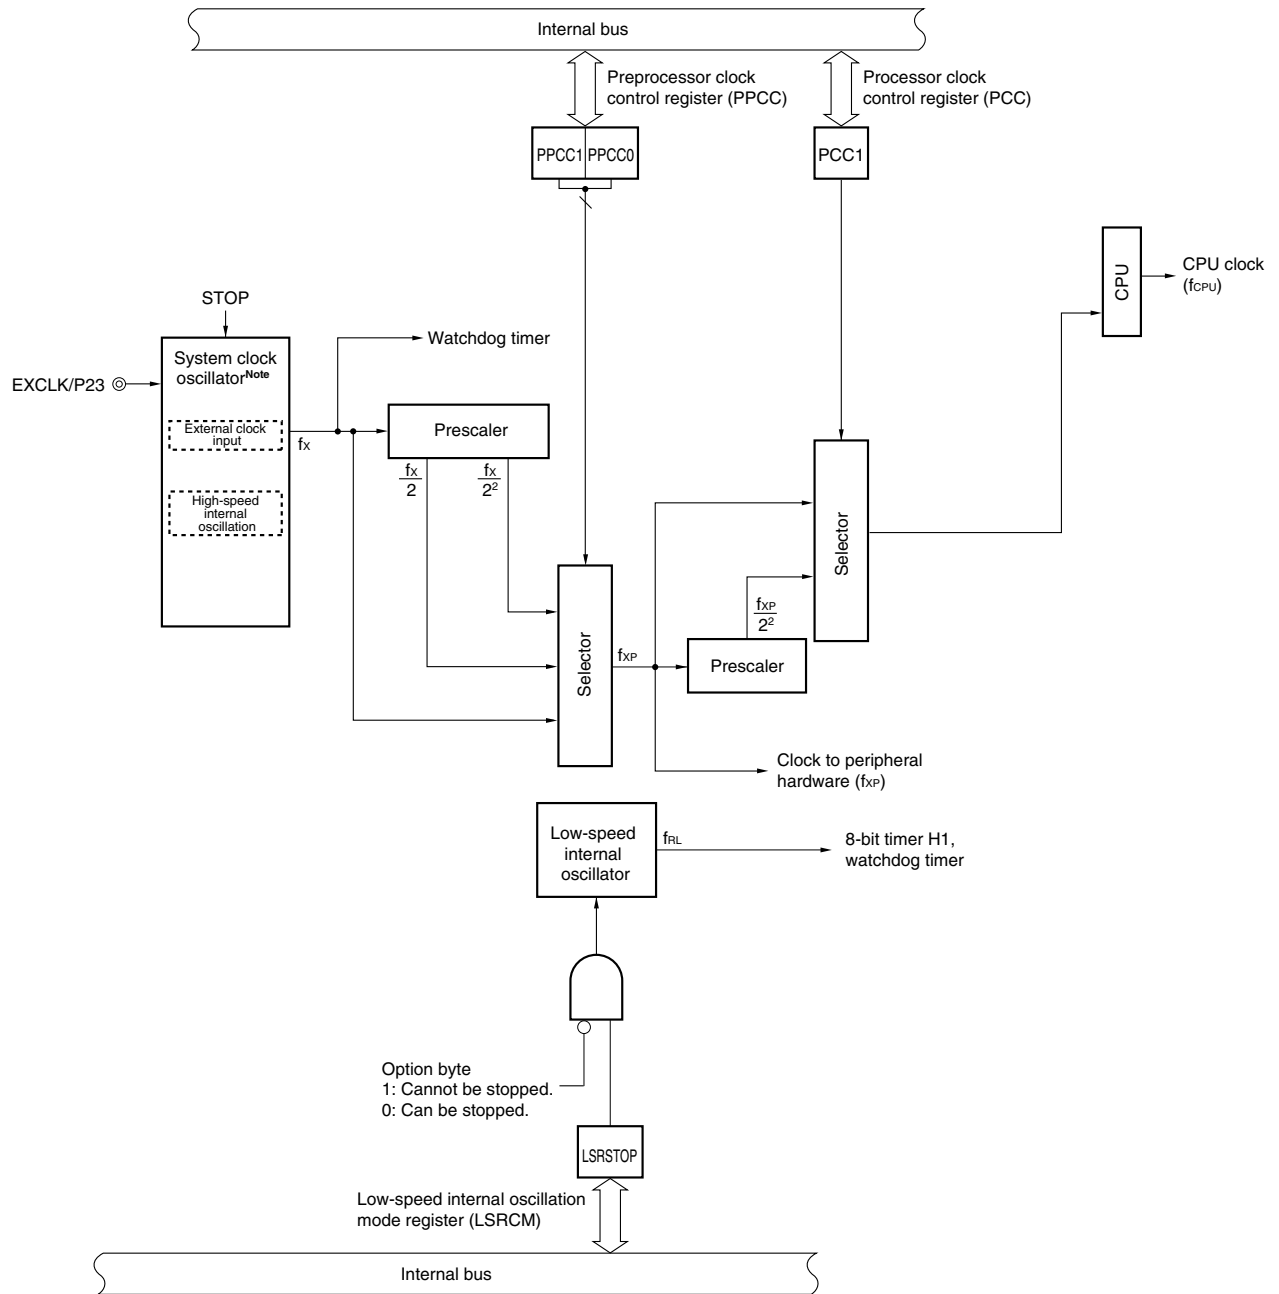 Internal bus
Preprocessor clock
control register (PPCC)
Processor clock
control register (PCC)
PPCC1 PPCC0
PCC1
CPU
CPU clock
(fCPU)
STOP
System clock
oscillatorNote
EXCLK/P23
External clock
input
High-speed
internal
oscillation
fX
Watchdog timer
Prescaler
fX
2
fX
2²
Selector
fXP
Selector
fXP
2²
Prescaler
Clock to peripheral
hardware (fXP)
Low-speed
internal
oscillator
fRL
8-bit timer H1,
watchdog timer
Option byte
1: Cannot be stopped.
0: Can be stopped.
LSRSTOP
Low-speed internal oscillation
mode register (LSRCM)
Internal bus